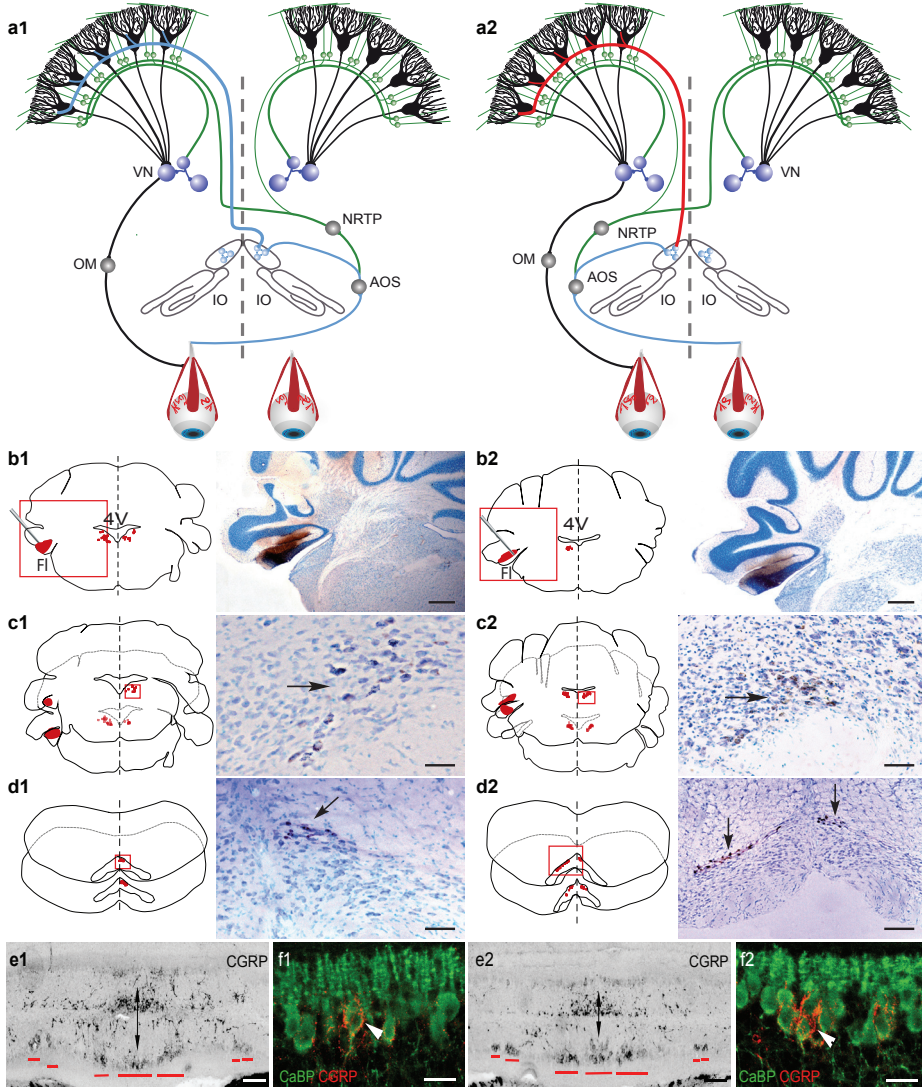 a1
a2
VN
VN
NRTP
NRTP
OM
OM
AOS
AOS
IO
IO
IO
IO
b1
4V
Fl
b2
4V
Fl
c1
c2
d1
d2
e1
CGRP
f1
CaBP CGRP
e2
CGRP
f2
CaBP CGRP